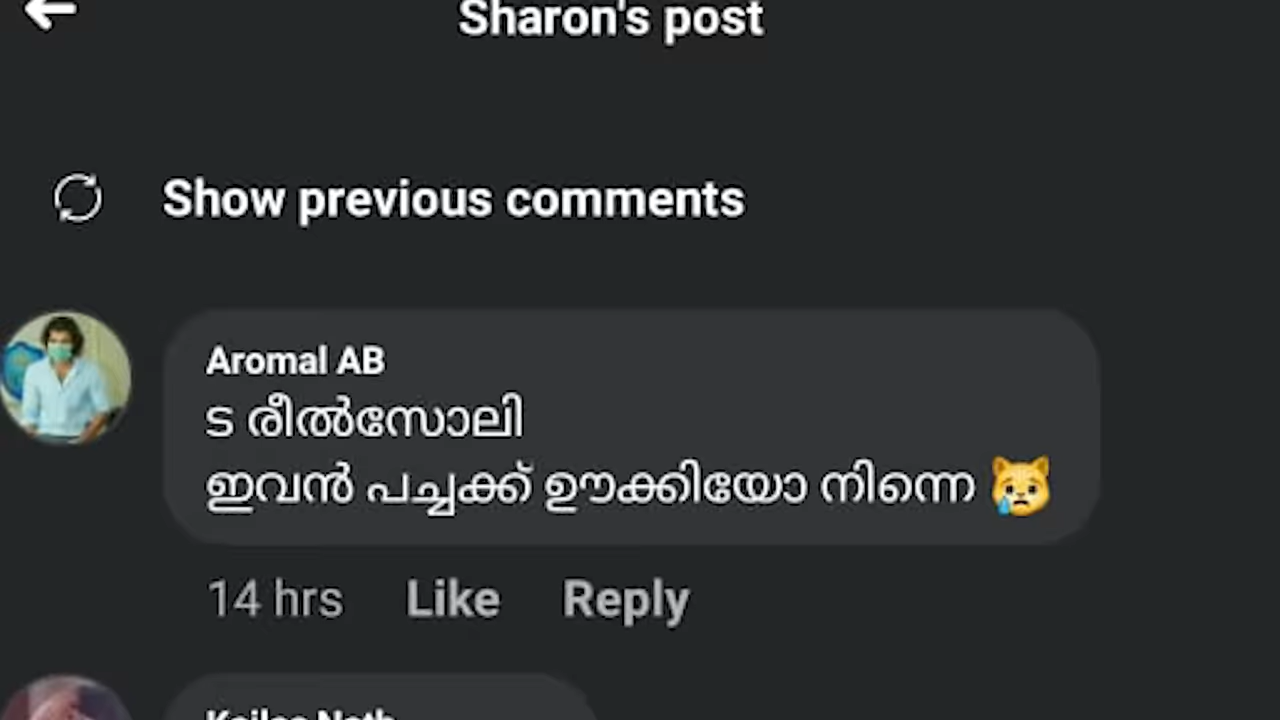 Sharon's post
Show previous comments
Aromal AB
ട രീൽസോലി
ഇവൻ പച്ചക്ക് ഊക്കിയോ നിന്നെ 😿
14 hrs Like Reply